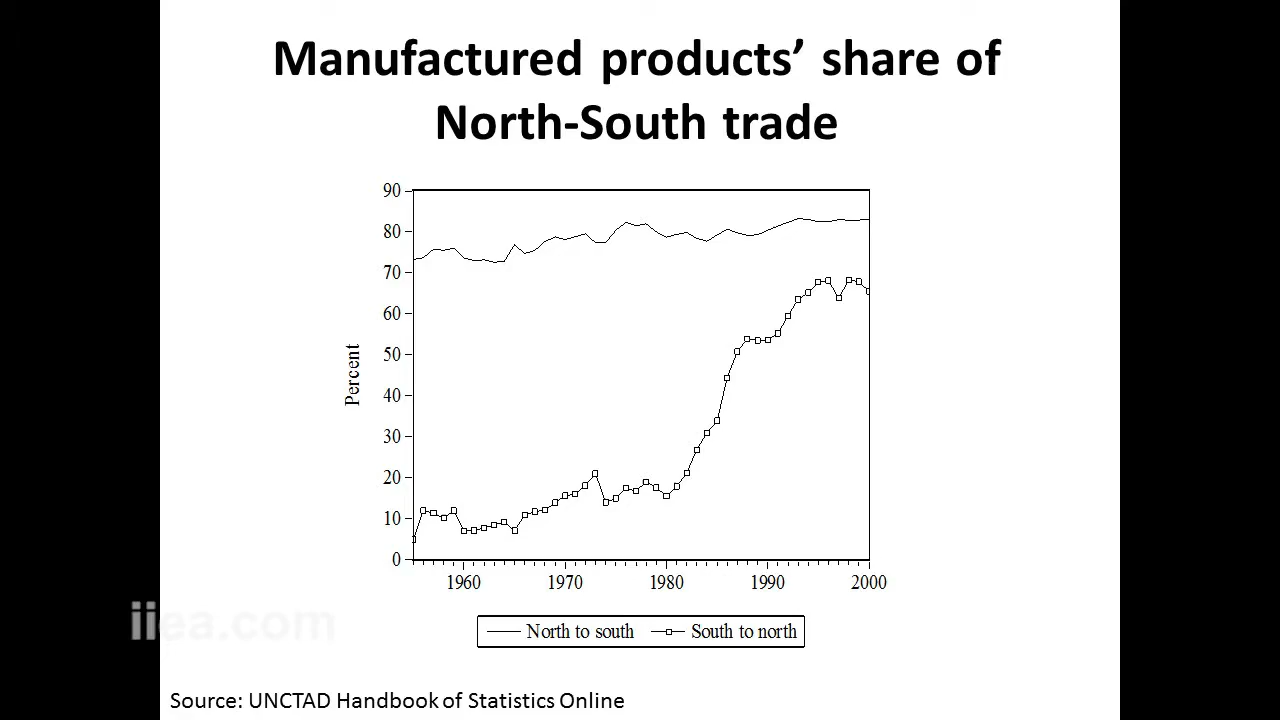 Manufactured products’ share of
North-South trade
90
80
70
60
50
40
30
20
10
0
Percent
1960 1970 1980 1990 2000
North to south South to north
iiea.com
Source: UNCTAD Handbook of Statistics Online